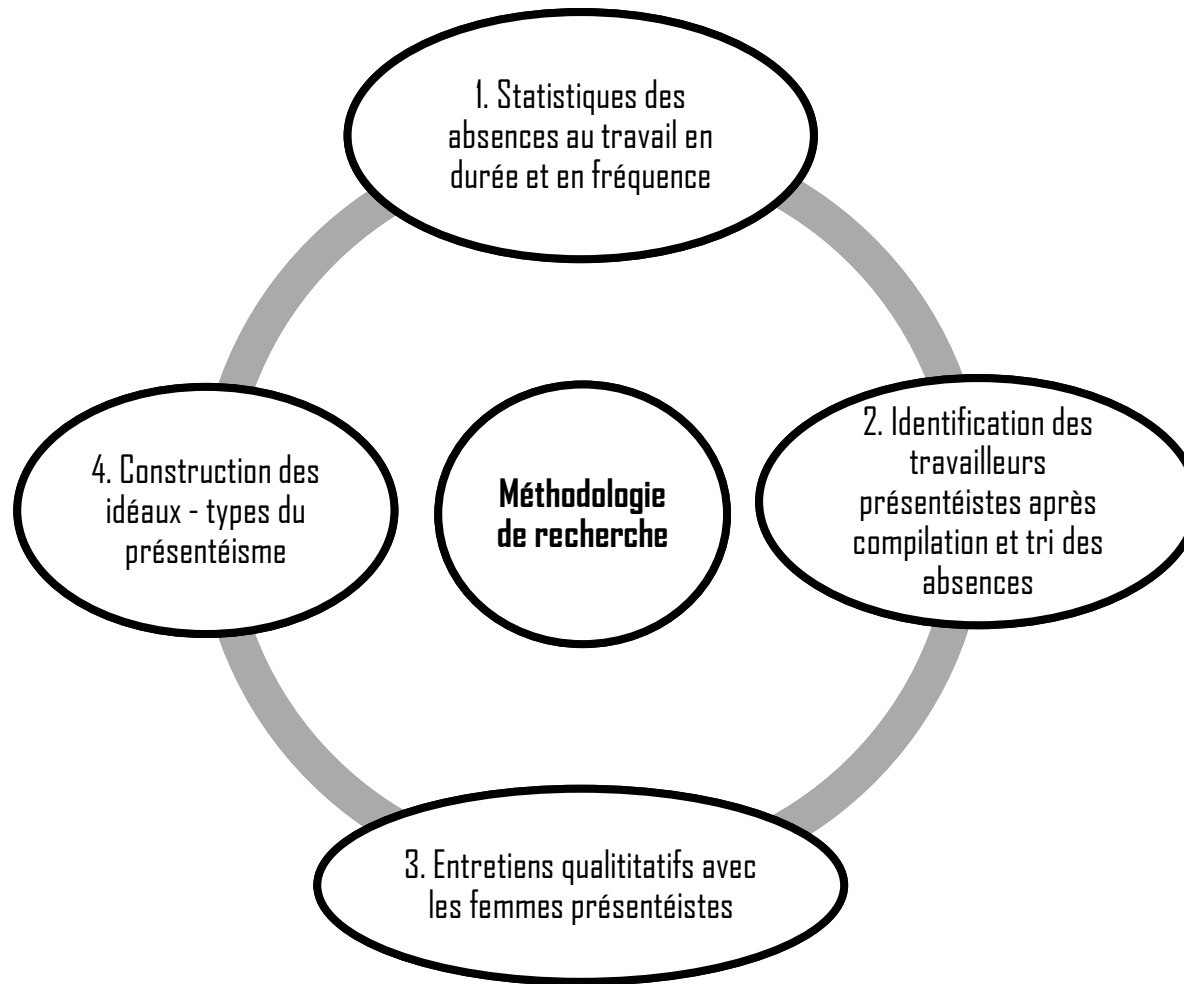 1. Statistiques des
absences au travail en
durée et en fréquence
2. Identification des
travailleurs
présentéistes après
compilation et tri des
absences
Méthodologie
de recherche
4. Construction des
idéaux - types du
présentéisme
3. Entretiens qualititatifs avec
les femmes présentéistes